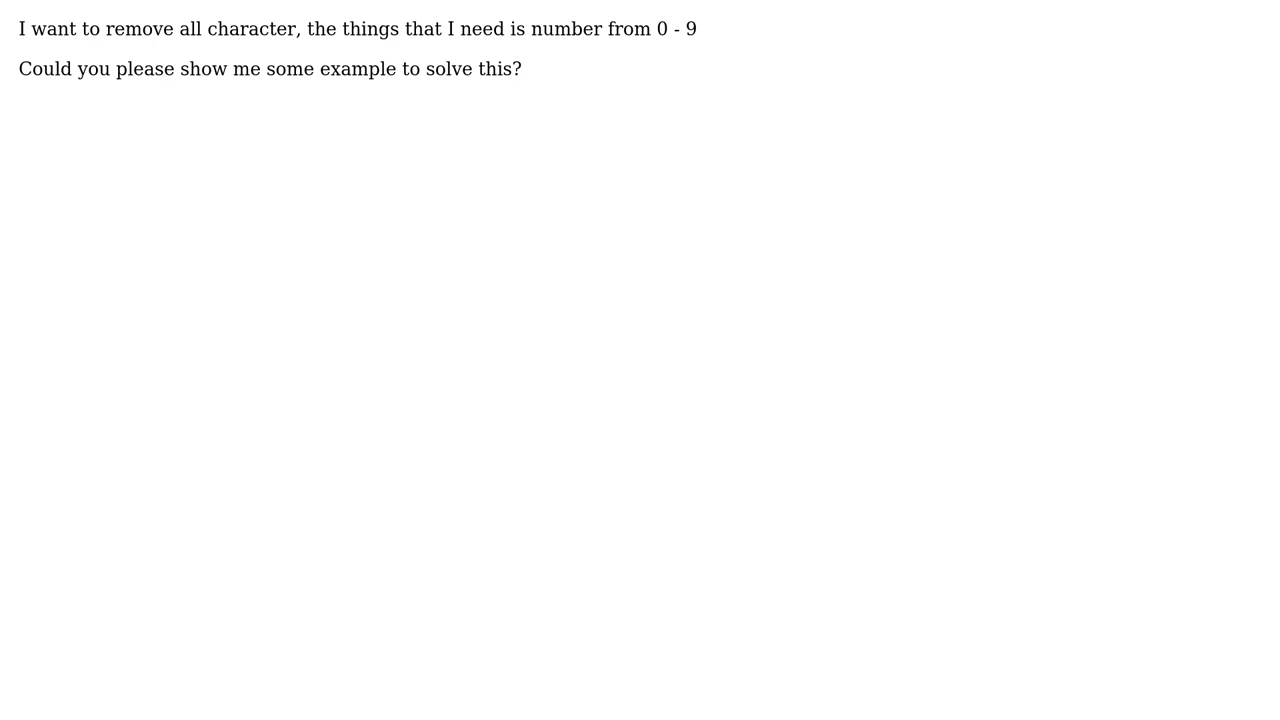 I want to remove all character, the things that I need is number from 0 - 9
Could you please show me some example to solve this?